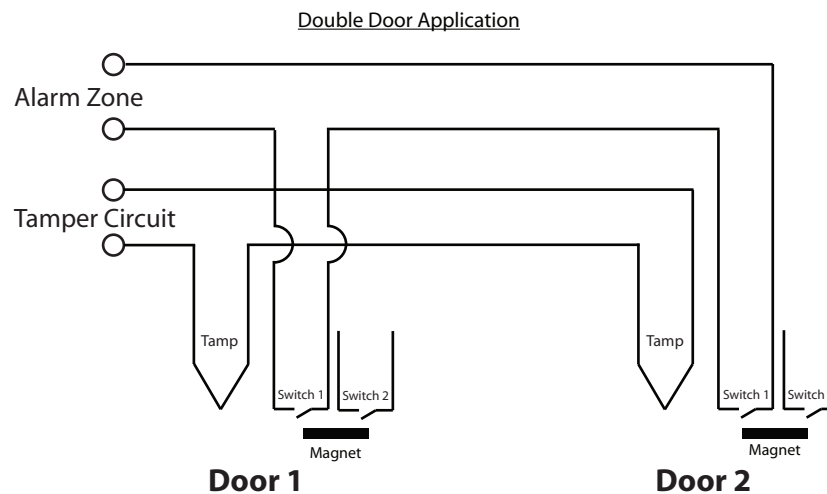 Double Door Application
Alarm Zone
Tamper Circuit
Tamp
Tamp
Switch 1
Switch 2
Switch 1
Switch
Magnet
Magnet
Door 1
Door 2